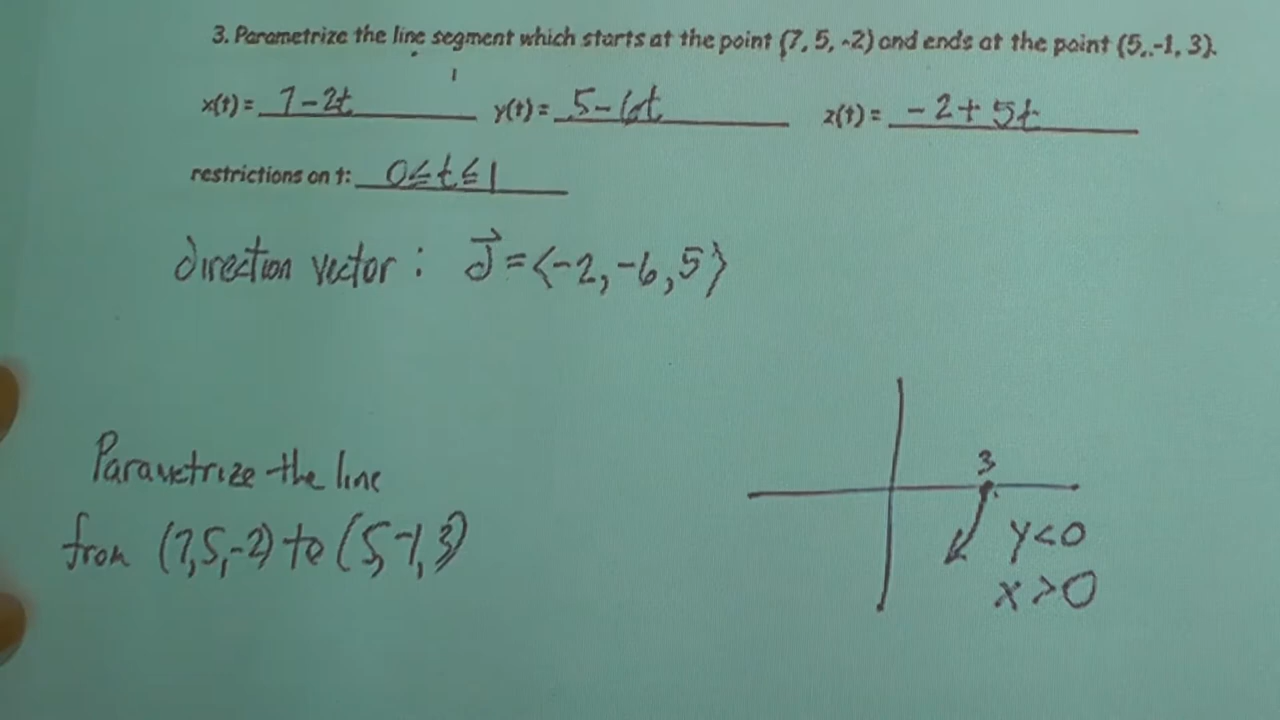 3. Parametrize the line segment which starts at the point (7, 5, -2) and ends at the point (5,.-1, 3).
x(t) = 7-2t y(t) = 5-6t z(t) = -2+5t
restrictions on t: 0≤t≤1
direction vector : d⃗ = ⟨-2, -6, 5⟩
Parametrize the line
from (7,5,-2) to (5,-1,3)
3
y<0
x>0